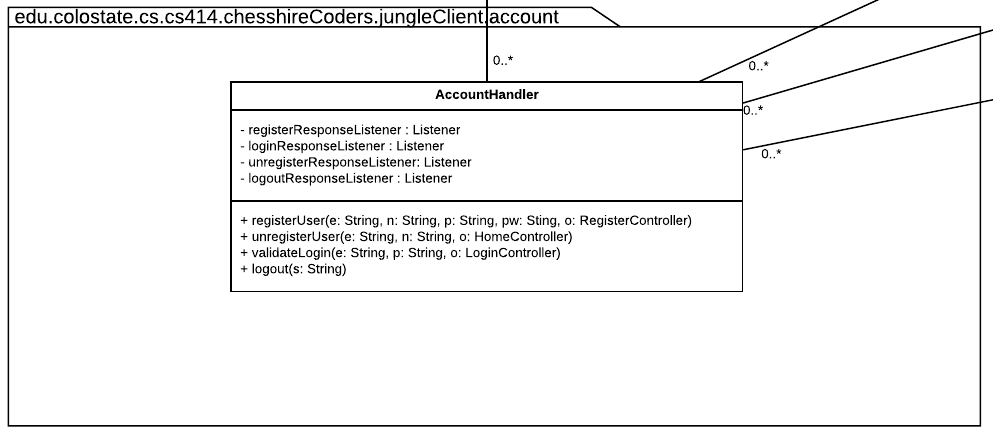 edu.colostate.cs.cs414.chesshireCoders.jungleClient.account
0..*
0..*
AccountHandler
0..*
- registerResponseListener : Listener
- loginResponseListener : Listener
0..*
- unregisterResponseListener: Listener
- logoutResponseListener : Listener
+ registerUser(e: String, n: String, p: String, pw: Sting, o: RegisterController)
+ unregisterUser(e: String, n: String, o: HomeController)
+ validateLogin(e: String, p: String, o: LoginController)
+ logout(s: String)